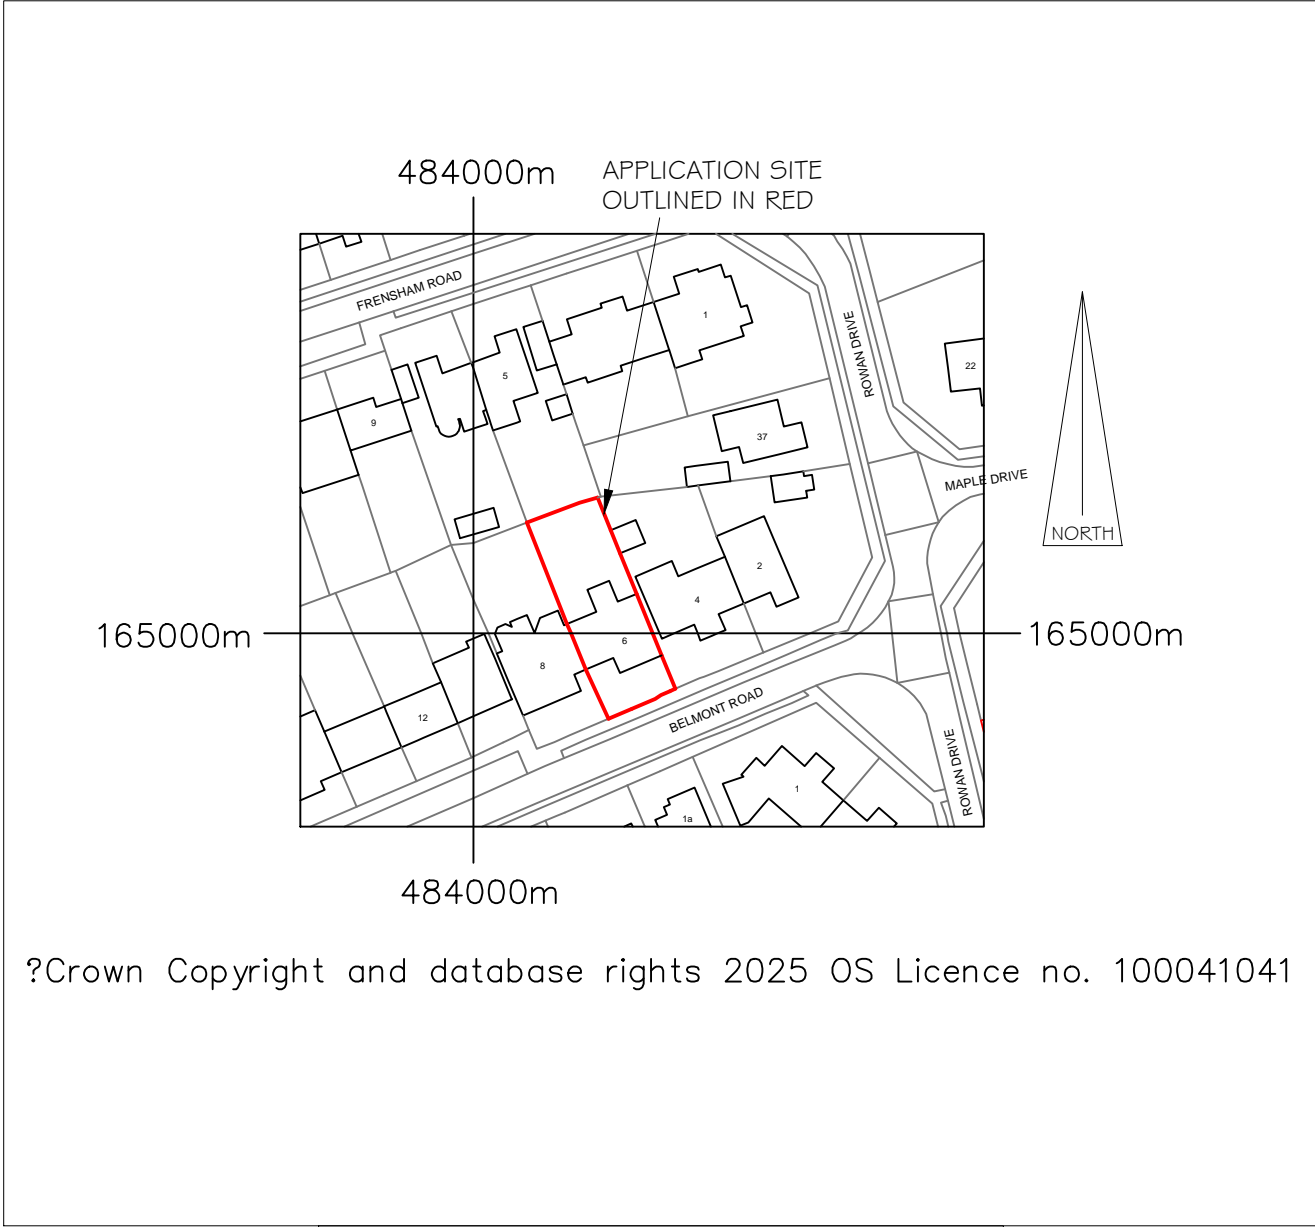 484000m
APPLICATION SITE
OUTLINED IN RED
FRENSHAM ROAD
1
ROWAN DRIVE
5
22
9
37
MAPLE DRIVE
NORTH
2
4
165000m
165000m
6
8
BELMONT ROAD
12
ROWAN DRIVE
1
1a
484000m
?Crown Copyright and database rights 2025 OS Licence no. 100041041